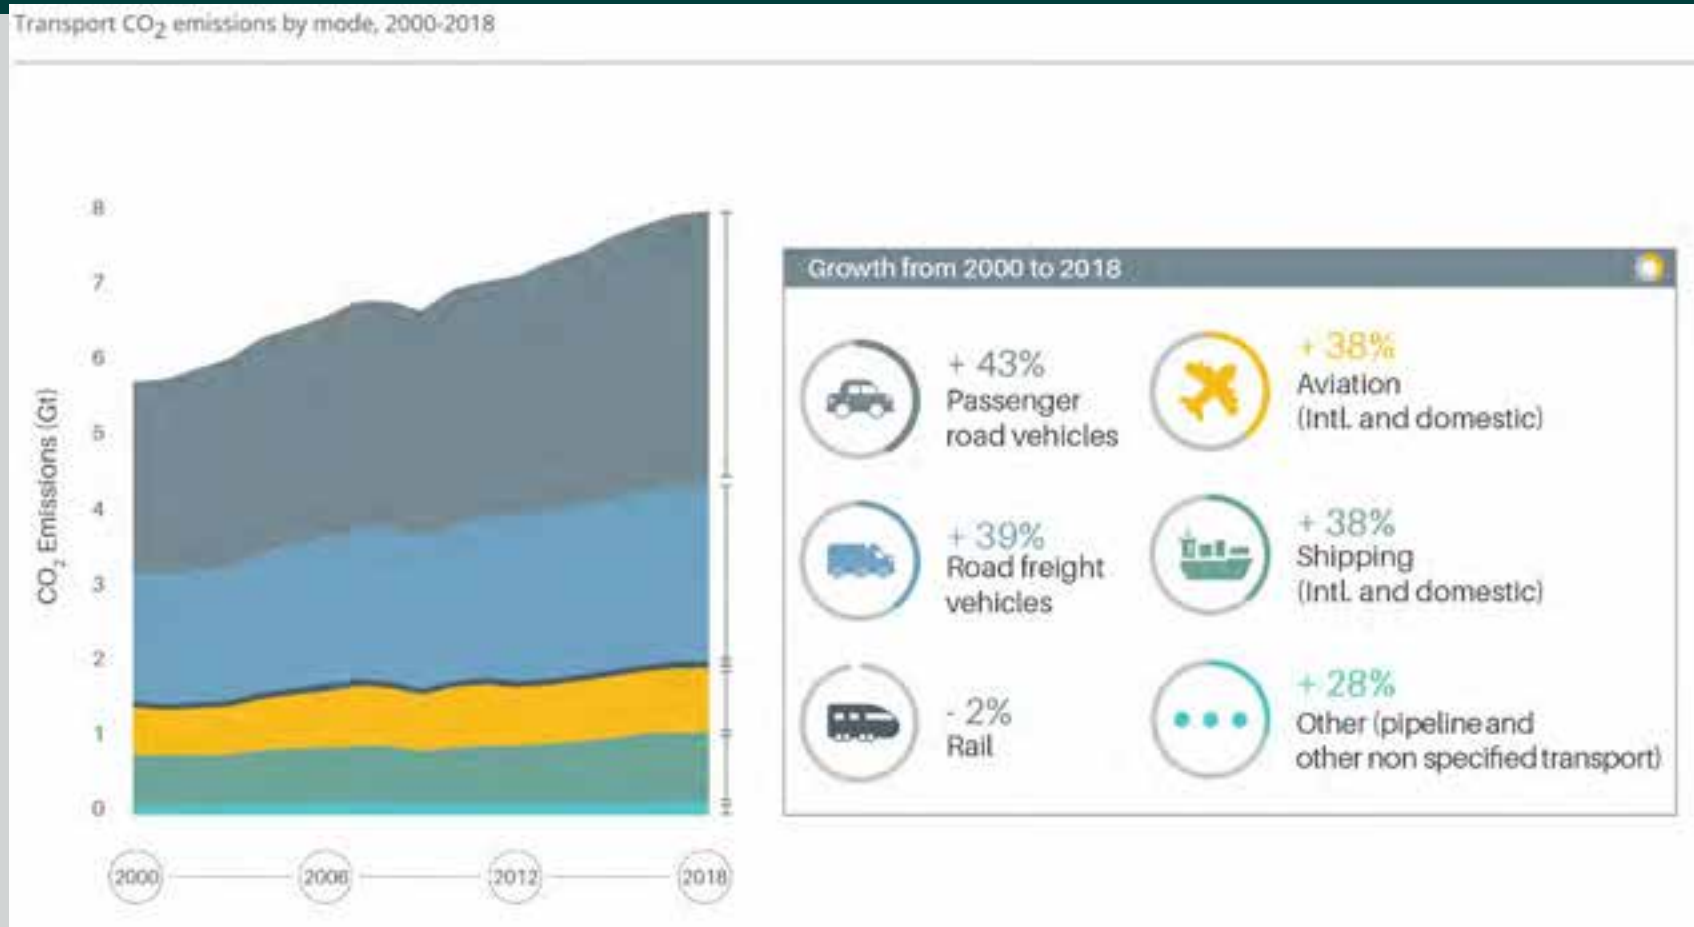 Transport CO₂ emissions by mode, 2000-2018
CO₂ Emissions (Gt)
8
7
6
5
4
3
2
1
0
2000
2006
2012
2018
Growth from 2000 to 2018
+ 43%
Passenger
road vehicles
+ 39%
Road freight
vehicles
- 2%
Rail
+ 38%
Aviation
(Intl. and domestic)
+ 38%
Shipping
(Intl. and domestic)
+ 28%
Other (pipeline and
other non specified transport)